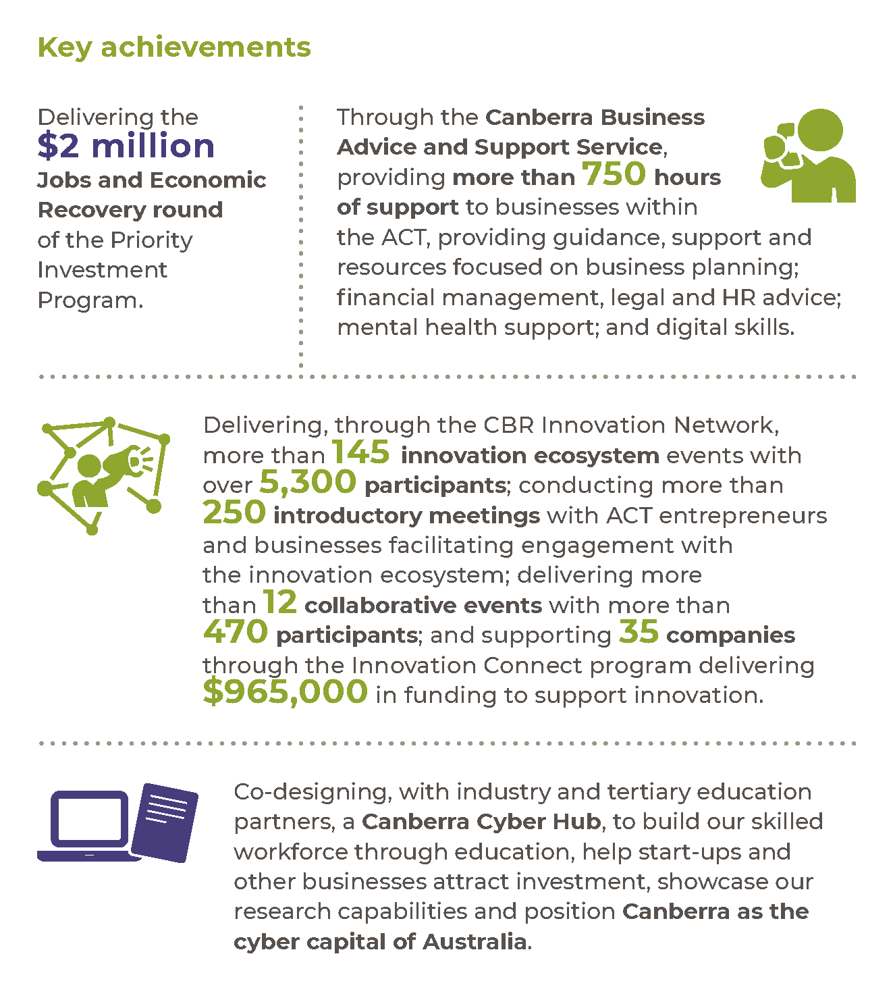 Key achievements
Delivering the
$2 million
Jobs and Economic
Recovery round
of the Priority
Investment
Program.
Through the Canberra Business
Advice and Support Service,
providing more than 750 hours
of support to businesses within
the ACT, providing guidance, support and
resources focused on business planning;
financial management, legal and HR advice;
mental health support; and digital skills.
Delivering, through the CBR Innovation Network,
more than 145 innovation ecosystem events with
over 5,300 participants; conducting more than
250 introductory meetings with ACT entrepreneurs
and businesses facilitating engagement with
the innovation ecosystem; delivering more
than 12 collaborative events with more than
470 participants; and supporting 35 companies
through the Innovation Connect program delivering
$965,000 in funding to support innovation.
Co-designing, with industry and tertiary education
partners, a Canberra Cyber Hub, to build our skilled
workforce through education, help start-ups and
other businesses attract investment, showcase our
research capabilities and position Canberra as the
cyber capital of Australia.